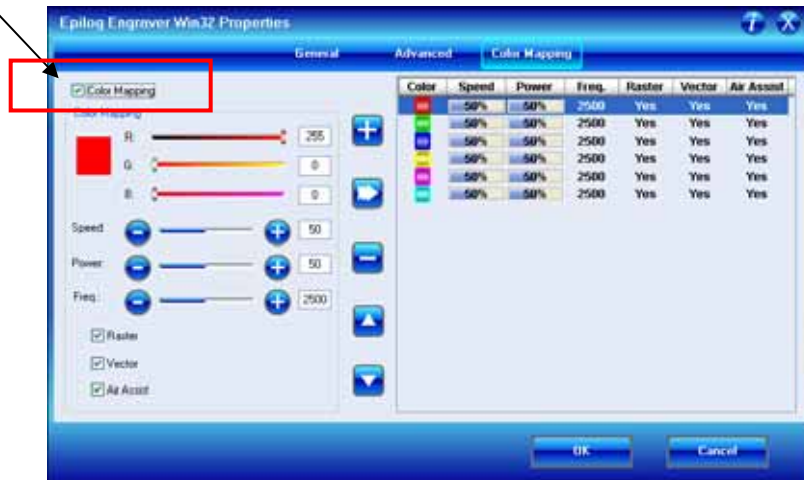 Epilog Engraver Win32 Properties
General Advanced Color Mapping
Color Mapping
Color Mapping
R: 255
G: 0
B: 0
Speed: 50
Power: 50
Freq.: 2500
Raster
Vector
Air Assist
Color Speed Power Freq. Raster Vector Air Assist
50% 50% 2500 Yes Yes Yes
50% 50% 2500 Yes Yes Yes
50% 50% 2500 Yes Yes Yes
50% 50% 2500 Yes Yes Yes
50% 50% 2500 Yes Yes Yes
50% 50% 2500 Yes Yes Yes
OK Cancel